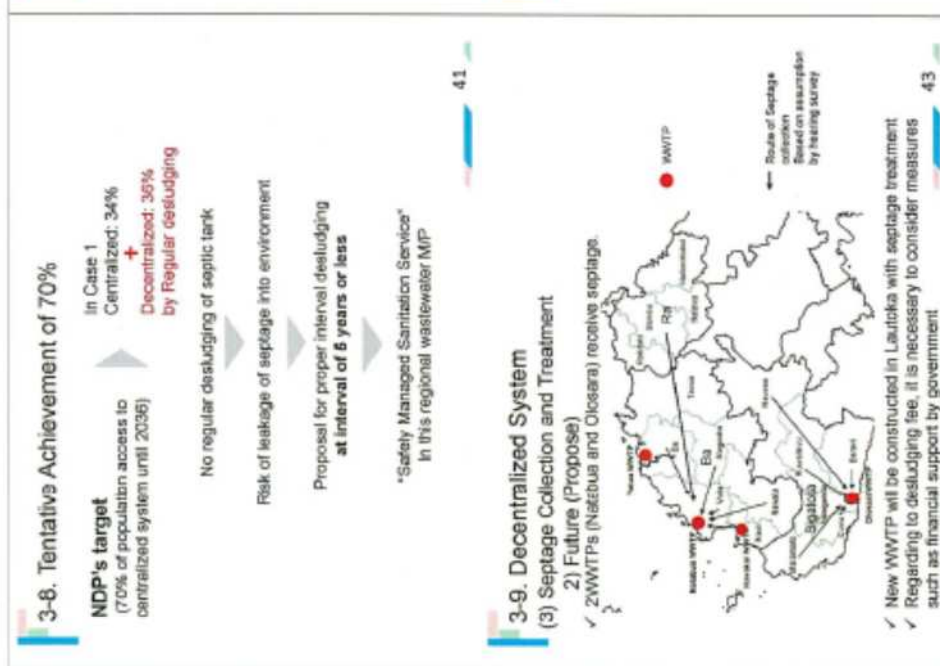 3-8. Tentative Achievement of 70%
NDP's target
(70% of population access to
centralized system until 2036)
In Case 1
Centralized: 34%
+
Decentralized: 36%
by Regular desludging
No regular desludging of septic tank
Risk of leakage of septage into environment
Proposal for proper interval desludging
at interval of 5 years or less
"Safely Managed Sanitation Service"
In this regional wastewater M/P
41
3-9. Decentralized System
(3) Septage Collection and Treatment
2) Future (Propose)
✓ 2WWTPs (Natabua and Olosara) receive septage.
WWTP
Route of Septage
collection
Based on assumption
by hearing survey
Ra
Ba
Ba
Sigatoka
✓ New WWTP will be constructed in Lautoka with septage treatment
✓ Regarding to desludging fee, it is necessary to consider measures
such as financial support by government
43